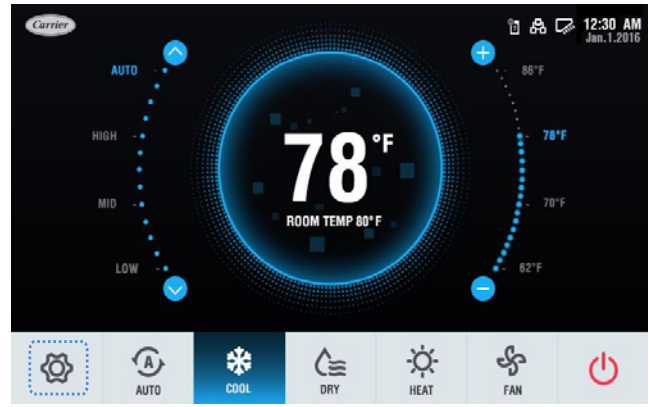 Carrier
12:30 AM
Jan.1.2016
AUTO
HIGH
MID
LOW
78°F
ROOM TEMP 80°F
86°F
78°F
70°F
62°F
A
AUTO
COOL
DRY
HEAT
FAN